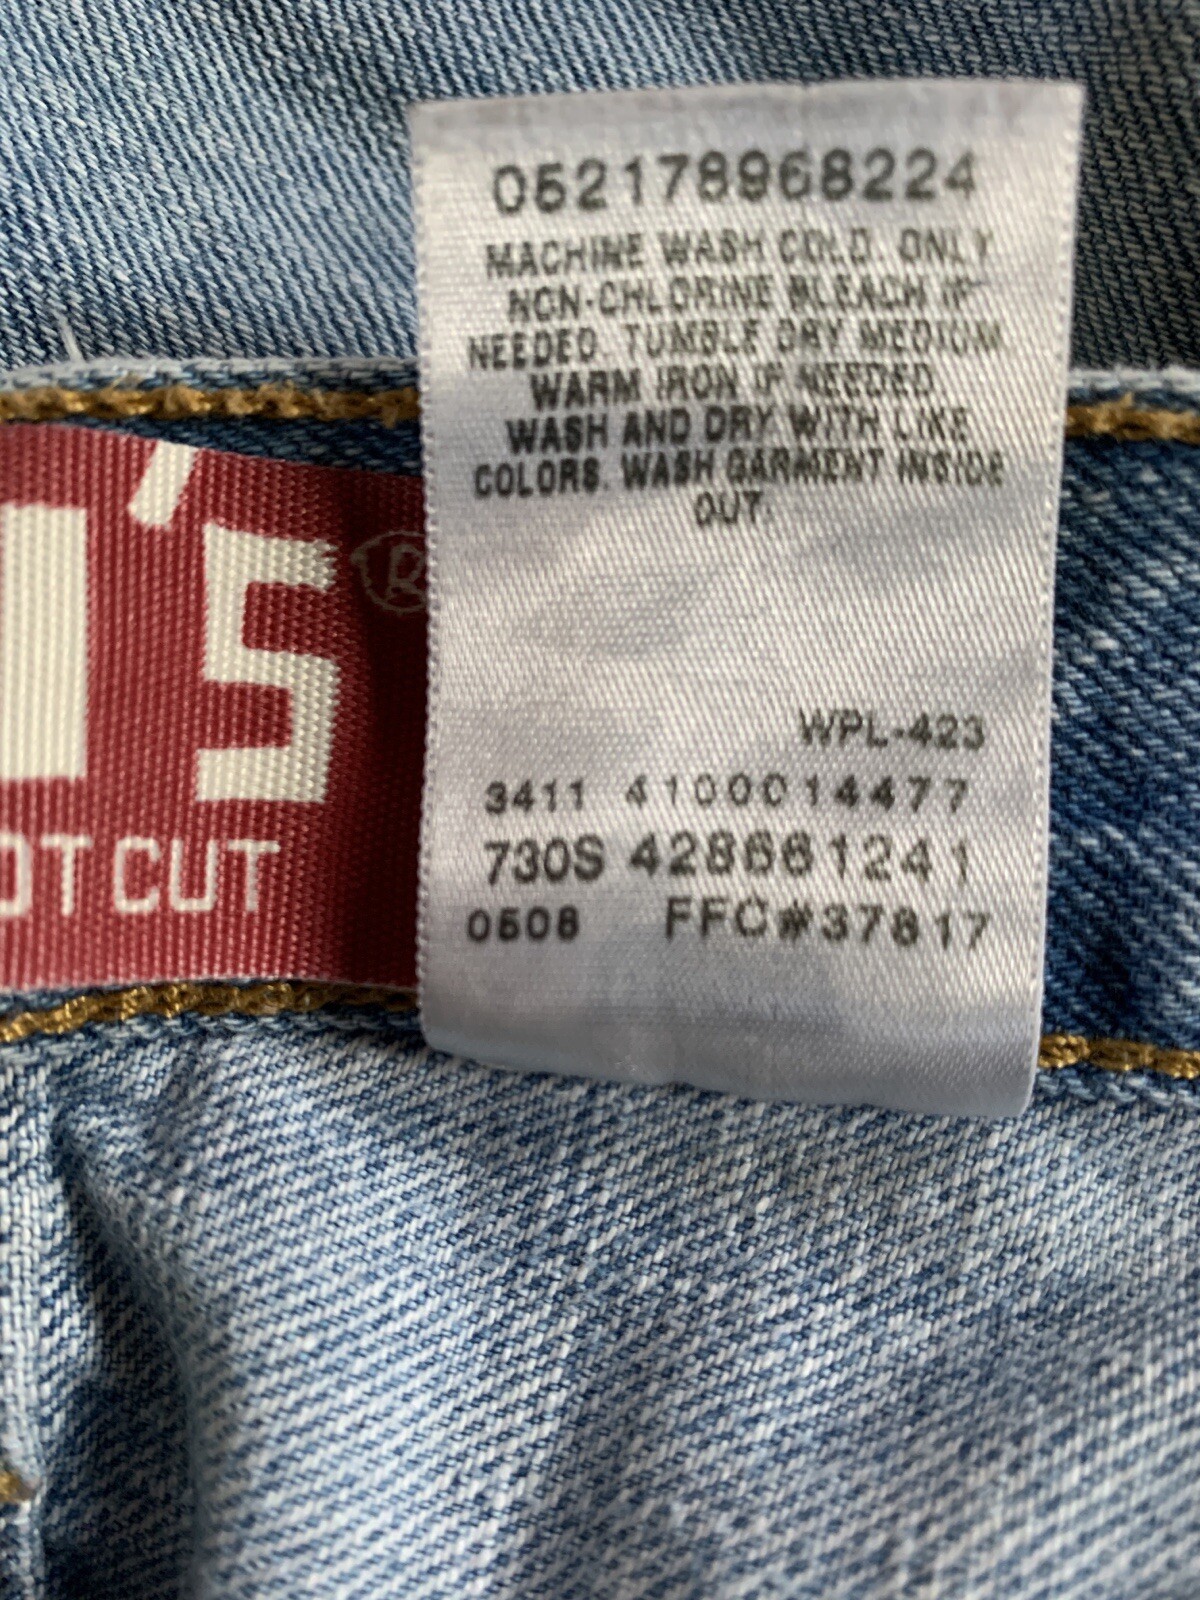 052178968224
MACHINE WASH COLD. ONLY
NON-CHLORINE BLEACH IF
NEEDED. TUMBLE DRY MEDIUM
WARM IRON IF NEEDED.
WASH AND DRY WITH LIKE
COLORS. WASH GARMENT INSIDE
OUT.
WPL-423
3411 4100014477
730S 428661241
0508 FFC#37817
'S ®
OT CUT